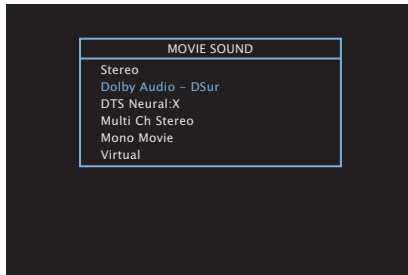 MOVIE SOUND
Stereo
Dolby Audio – DSur
DTS Neural:X
Multi Ch Stereo
Mono Movie
Virtual